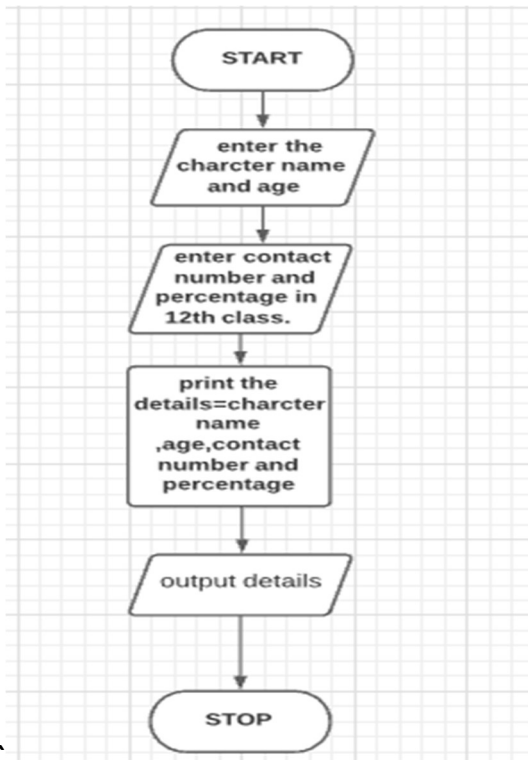 START
enter the
charcter name
and age
enter contact
number and
percentage in
12th class.
print the
details=charcter
name
,age,contact
number and
percentage
output details
STOP